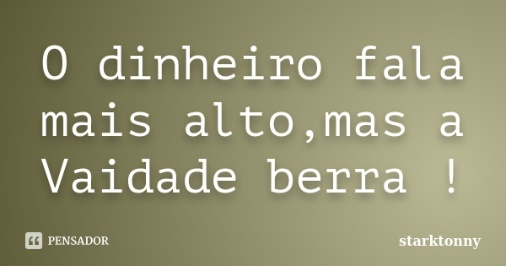 O dinheiro fala
mais alto,mas a
Vaidade berra !
PENSADOR
starktonny